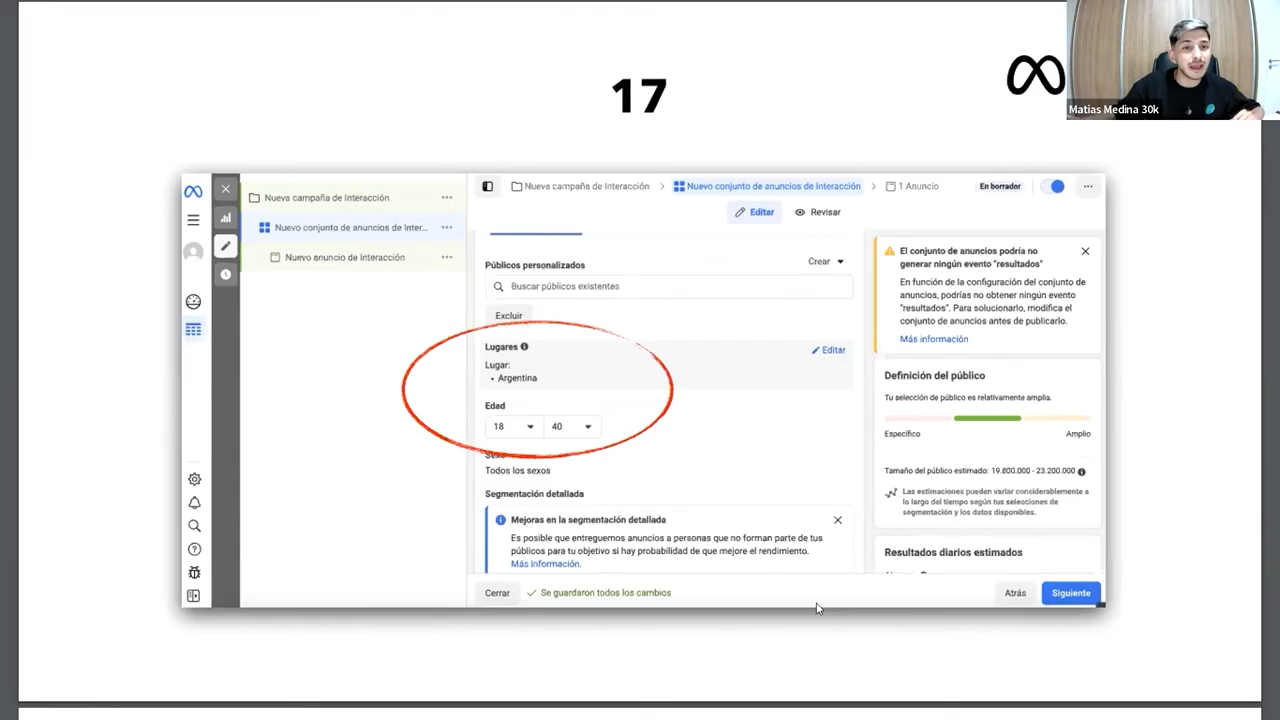 17
Matias Medina 30k
Nueva campaña de Interacción
Nuevo conjunto de anuncios de Inter...
Nuevo anuncio de Interacción
Nueva campaña de Interacción
Nuevo conjunto de anuncios de Interacción
1 Anuncio
En borrador
Editar
Revisar
Públicos personalizados
Crear
Buscar públicos existentes
Excluir
Lugares
Editar
Lugar:
• Argentina
Edad
18
40
Sexo
Todos los sexos
Segmentación detallada
Mejoras en la segmentación detallada
Es posible que entreguemos anuncios a personas que no forman parte de tus
públicos para tu objetivo si hay probabilidad de que mejore el rendimiento.
Más información.
Cerrar
Se guardaron todos los cambios
Atrás
Siguiente
El conjunto de anuncios podría no
generar ningún evento "resultados"
En función de la configuración del conjunto de
anuncios, podrías no obtener ningún evento
"resultados". Para solucionarlo, modifica el
conjunto de anuncios antes de publicarlo.
Más información
Definición del público
Tu selección de público es relativamente amplia.
Específico
Amplio
Tamaño del público estimado: 19.800.000 - 23.200.000
Las estimaciones pueden variar considerablemente a
lo largo del tiempo según tus selecciones de
segmentación y los datos disponibles.
Resultados diarios estimados